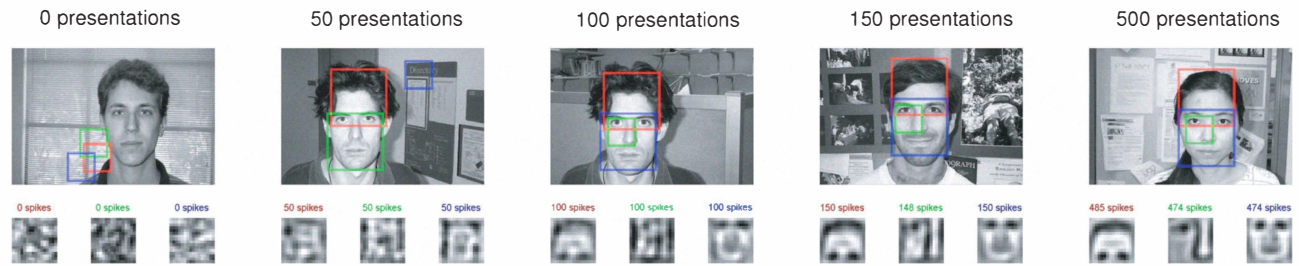 0 presentations
50 presentations
100 presentations
150 presentations
500 presentations
Directory
0 spikes
0 spikes
0 spikes
50 spikes
50 spikes
50 spikes
100 spikes
100 spikes
100 spikes
150 spikes
148 spikes
150 spikes
485 spikes
474 spikes
474 spikes